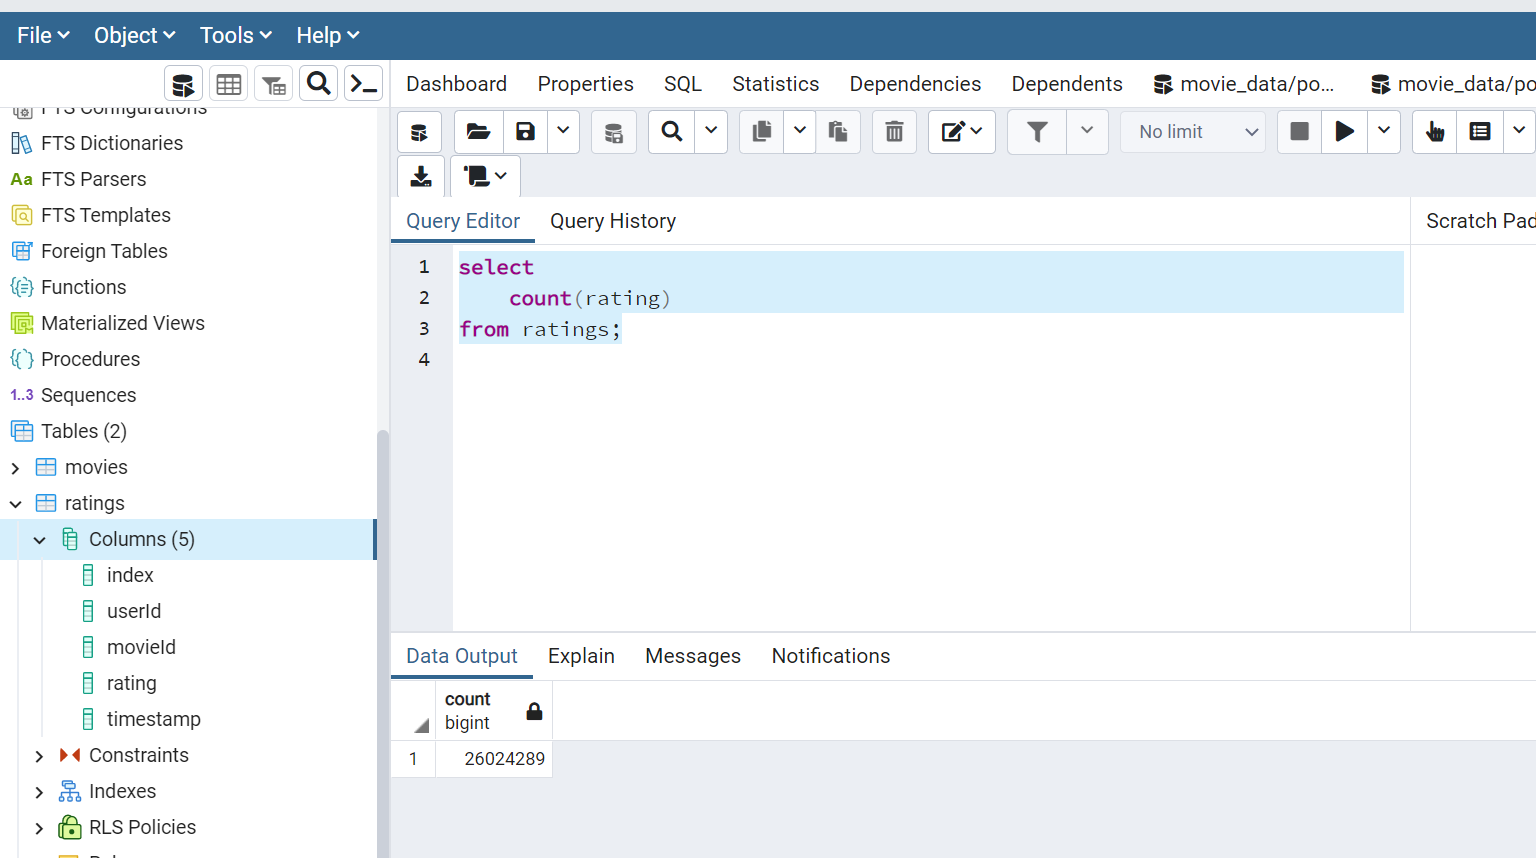 File Object Tools Help
Dashboard Properties SQL Statistics Dependencies Dependents movie_data/po... movie_data/po
FTS Configurations
FTS Dictionaries
Aa FTS Parsers
FTS Templates
Foreign Tables
Functions
Materialized Views
Procedures
1..3 Sequences
Tables (2)
movies
ratings
Columns (5)
index
userId
movieId
rating
timestamp
Constraints
Indexes
RLS Policies
No limit
Query Editor Query History Scratch Pad
1 select
2 count(rating)
3 from ratings;
4
Data Output Explain Messages Notifications
count
bigint
1 26024289